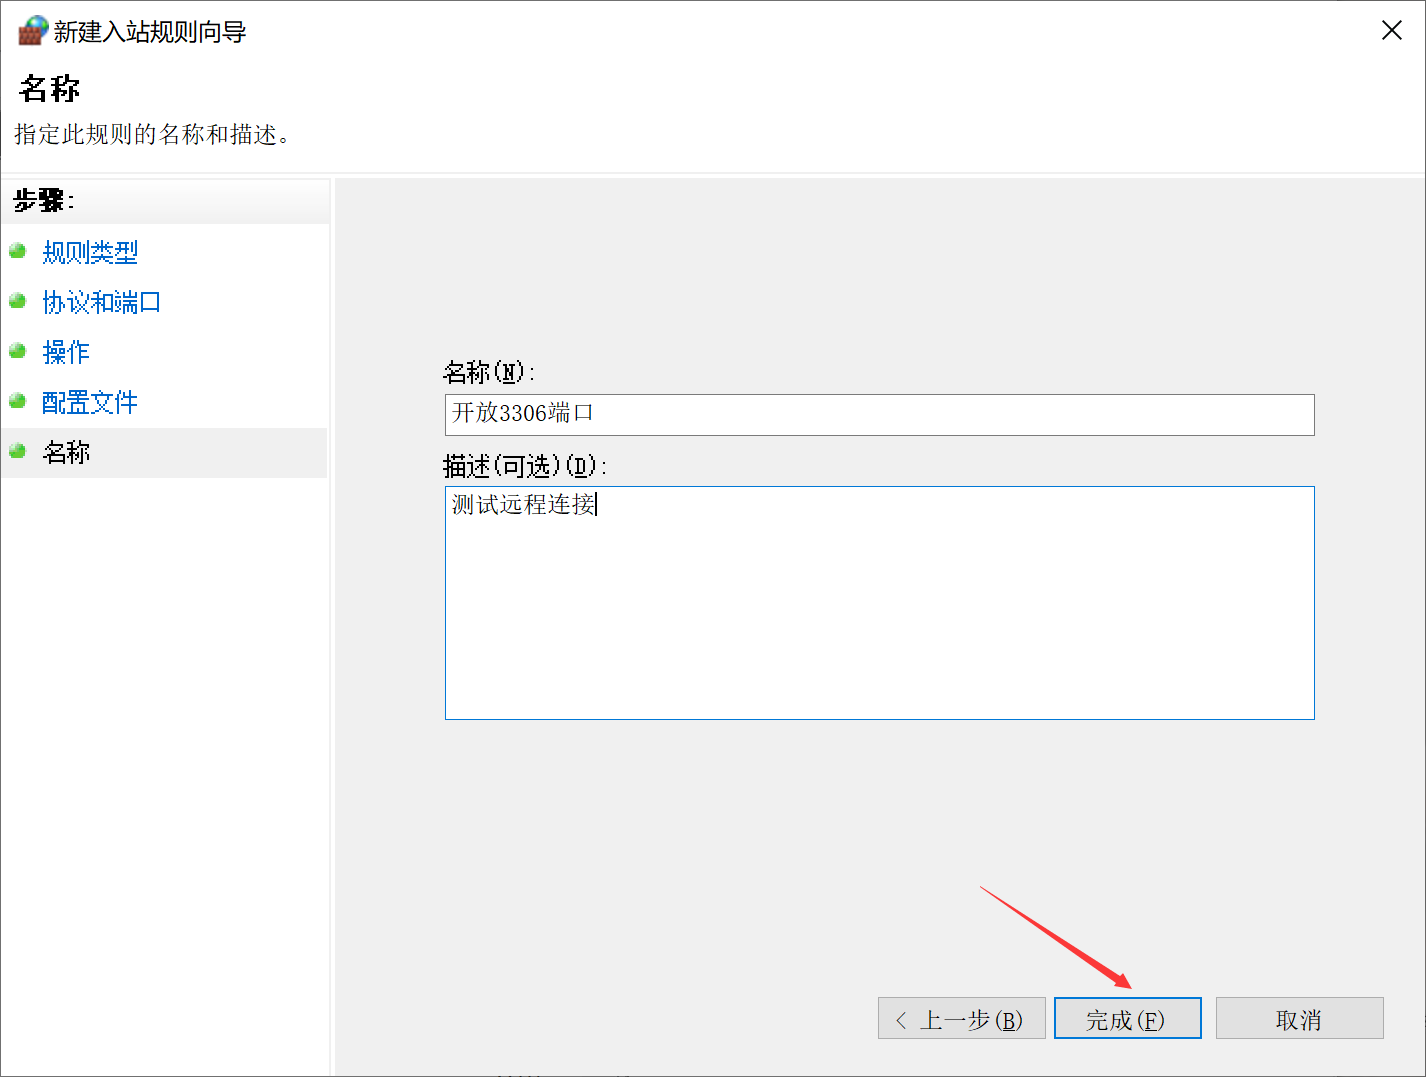 新建入站规则向导
名称
指定此规则的名称和描述。
步骤:
规则类型
协议和端口
操作
配置文件
名称
名称(N):
开放3306端口
描述(可选)(D):
测试远程连接
< 上一步(B)
完成(F)
取消